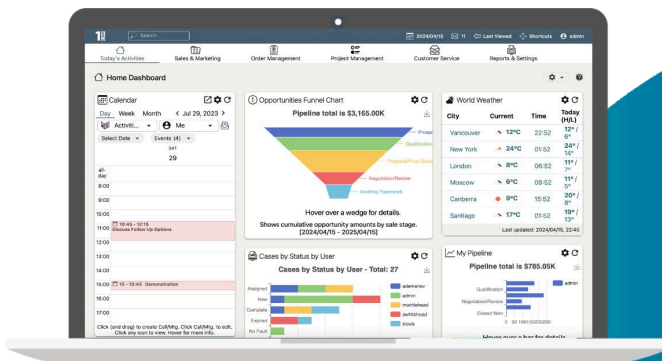 Search
2024/04/15
11
Last Viewed
Shortcuts
admin
Today's Activities
Sales & Marketing
Order Management
Project Management
Customer Service
Reports & Settings
Home Dashboard
Calendar
Day Week Month
Jul 29, 2023
Activiti...
Me
Select Date
Events (4)
SAT
29
all-
day
8:00
9:00
10:00
11:00
10:45 - 12:15
Discuss Follow Up Options
12:00
13:00
14:00
15:00
15 - 15:45 Demonstration
16:00
17:00
Click (and drag) to create Call/Mtg. Click Call/Mtg. to edit.
Click any icon to view. Hover for more info.
Opportunities Funnel Chart
Pipeline total is $3,165.00K
Prospe
Qualification
Negotiation/Review
Awaiting Paperwork
Hover over a wedge for details.
Shows cumulative opportunity amounts by sale stage.
[2024/04/15 - 2025/04/15]
Cases by Status by User
Cases by Status by User - Total: 27
Assigned
New
Complete
Expired
No Fault
admin
World Weather
City Current Time Today
(H/L)
Vancouver 12°C 22:52 12° /
6°
New York 24°C 01:52 24° /
14°
London 8°C 06:52 11° /
7°
Moscow 6°C 08:52 11° /
5°
Canberra 9°C 15:52 20° /
8°
Santiago 17°C 01:52 19° /
13°
Last updated: 2024/04/15, 22:45
My Pipeline
Pipeline total is $785.05K
admin
Qualification
Negotiation/Review
Closed Won
Hover over a bar for details